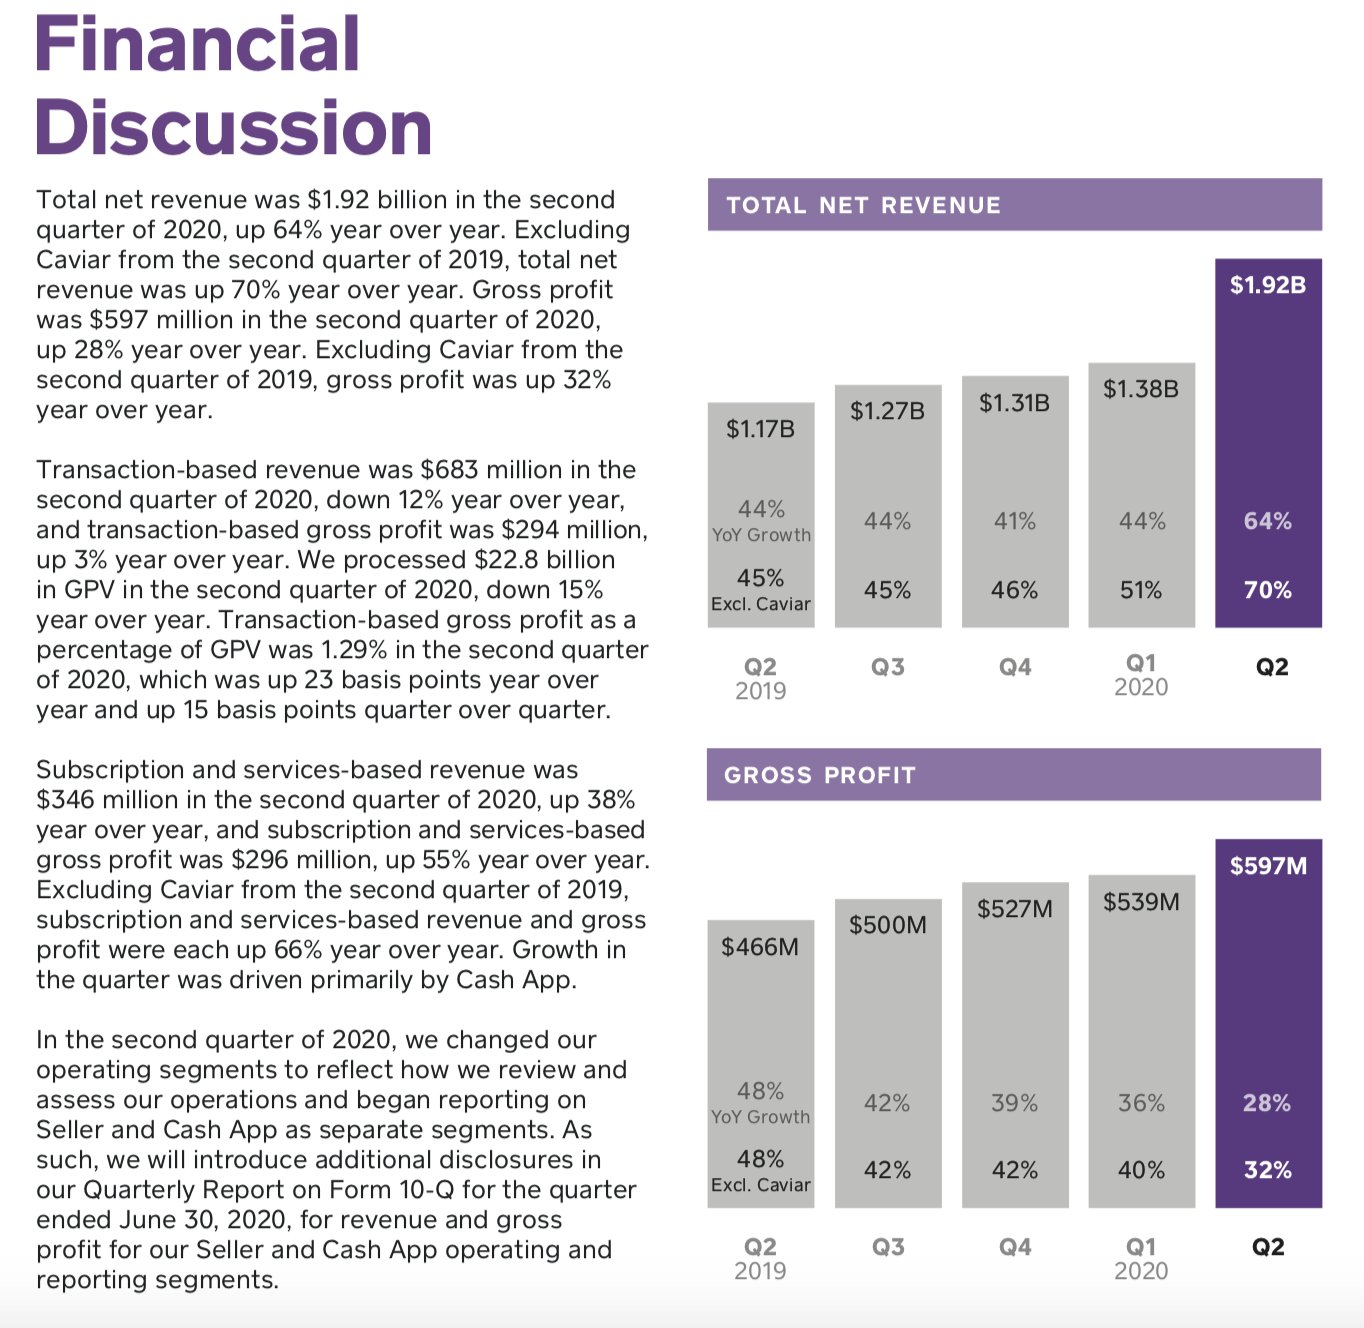 Financial
Discussion
Total net revenue was $1.92 billion in the second
quarter of 2020, up 64% year over year. Excluding
Caviar from the second quarter of 2019, total net
revenue was up 70% year over year. Gross profit
was $597 million in the second quarter of 2020,
up 28% year over year. Excluding Caviar from the
second quarter of 2019, gross profit was up 32%
year over year.
Transaction-based revenue was $683 million in the
second quarter of 2020, down 12% year over year,
and transaction-based gross profit was $294 million,
up 3% year over year. We processed $22.8 billion
in GPV in the second quarter of 2020, down 15%
year over year. Transaction-based gross profit as a
percentage of GPV was 1.29% in the second quarter
of 2020, which was up 23 basis points year over
year and up 15 basis points quarter over quarter.
Subscription and services-based revenue was
$346 million in the second quarter of 2020, up 38%
year over year, and subscription and services-based
gross profit was $296 million, up 55% year over year.
Excluding Caviar from the second quarter of 2019,
subscription and services-based revenue and gross
profit were each up 66% year over year. Growth in
the quarter was driven primarily by Cash App.
In the second quarter of 2020, we changed our
operating segments to reflect how we review and
assess our operations and began reporting on
Seller and Cash App as separate segments. As
such, we will introduce additional disclosures in
our Quarterly Report on Form 10-Q for the quarter
ended June 30, 2020, for revenue and gross
profit for our Seller and Cash App operating and
reporting segments.
TOTAL NET REVENUE
$1.17B $1.27B $1.31B $1.38B $1.92B
44% 44% 41% 44% 64%
YoY Growth
45% 45% 46% 51% 70%
Excl. Caviar
Q2 Q3 Q4 Q1 Q2
2019 2020
GROSS PROFIT
$466M $500M $527M $539M $597M
48% 42% 39% 36% 28%
YoY Growth
48% 42% 42% 40% 32%
Excl. Caviar
Q2 Q3 Q4 Q1 Q2
2019 2020